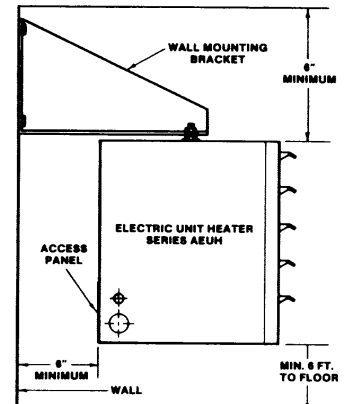 WALL MOUNTING
BRACKET
6"
MINIMUM
ELECTRIC UNIT HEATER
SERIES AEUH
ACCESS
PANEL
6"
MINIMUM
WALL
MIN. 6 FT.
TO FLOOR